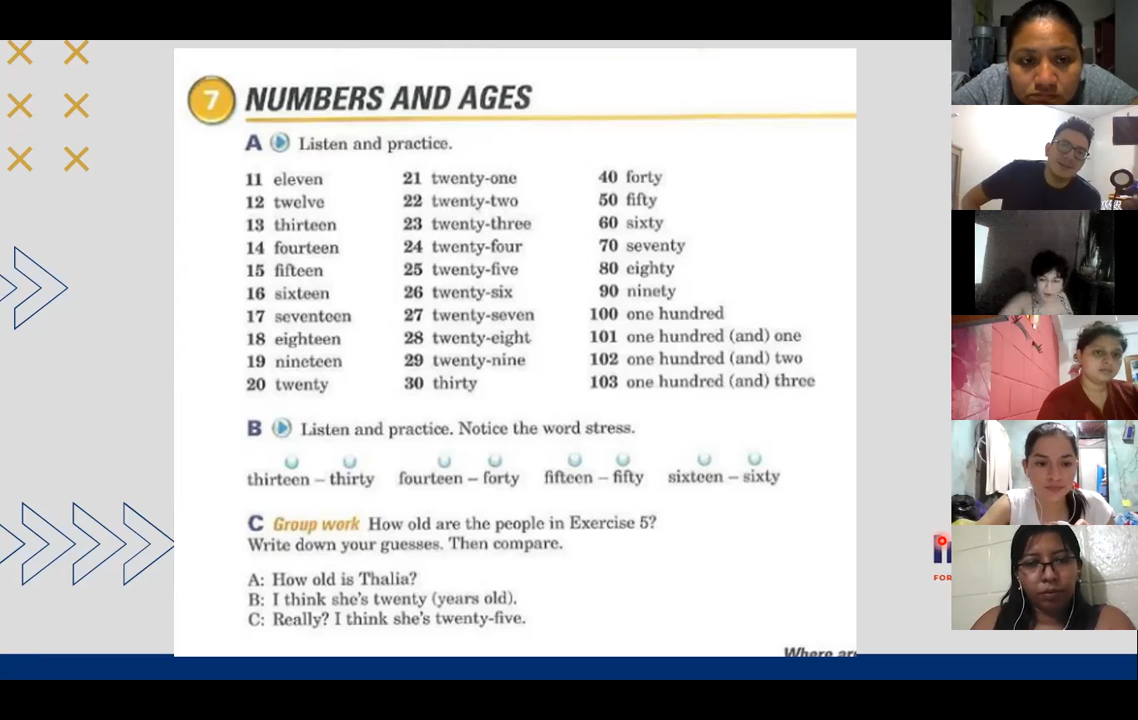 7 NUMBERS AND AGES
A Listen and practice.
11 eleven 21 twenty-one 40 forty
12 twelve 22 twenty-two 50 fifty
13 thirteen 23 twenty-three 60 sixty
14 fourteen 24 twenty-four 70 seventy
15 fifteen 25 twenty-five 80 eighty
16 sixteen 26 twenty-six 90 ninety
17 seventeen 27 twenty-seven 100 one hundred
18 eighteen 28 twenty-eight 101 one hundred (and) one
19 nineteen 29 twenty-nine 102 one hundred (and) two
20 twenty 30 thirty 103 one hundred (and) three
B Listen and practice. Notice the word stress.
thirteen – thirty fourteen – forty fifteen – fifty sixteen – sixty
C Group work How old are the people in Exercise 5?
Write down your guesses. Then compare.
A: How old is Thalia?
B: I think she's twenty (years old).
C: Really? I think she's twenty-five.
Where
FOR